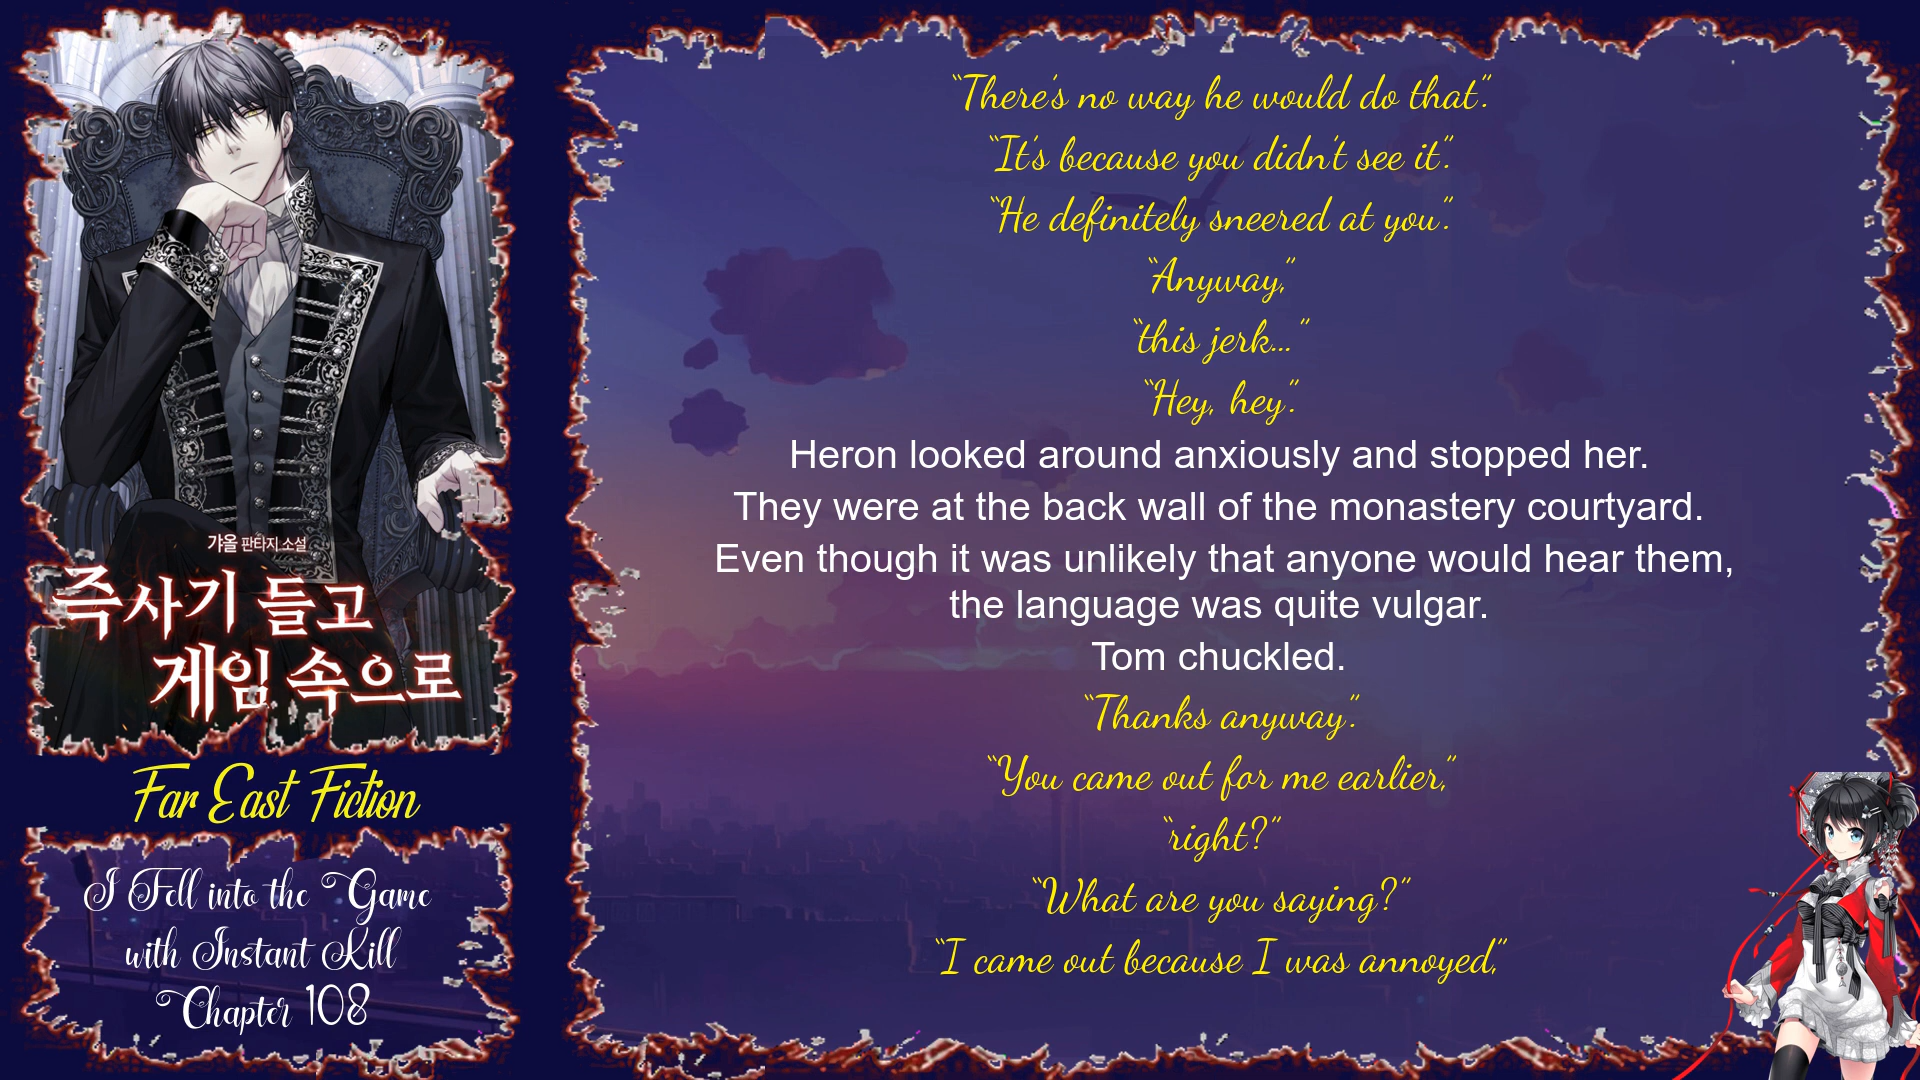 갸올 판타지 소설
즉사기 들고
게임 속으로
Far East Fiction
I Fell into the Game
with Instant Kill
Chapter 108
“There’s no way he would do that”.
“It’s because you didn’t see it”.
“He definitely sneered at you”.
“Anyway,”
“this jerk…”
“Hey, hey”.
Heron looked around anxiously and stopped her.
They were at the back wall of the monastery courtyard.
Even though it was unlikely that anyone would hear them,
the language was quite vulgar.
Tom chuckled.
“Thanks anyway”.
“You came out for me earlier,”
“right?”
“What are you saying?”
“I came out because I was annoyed,”